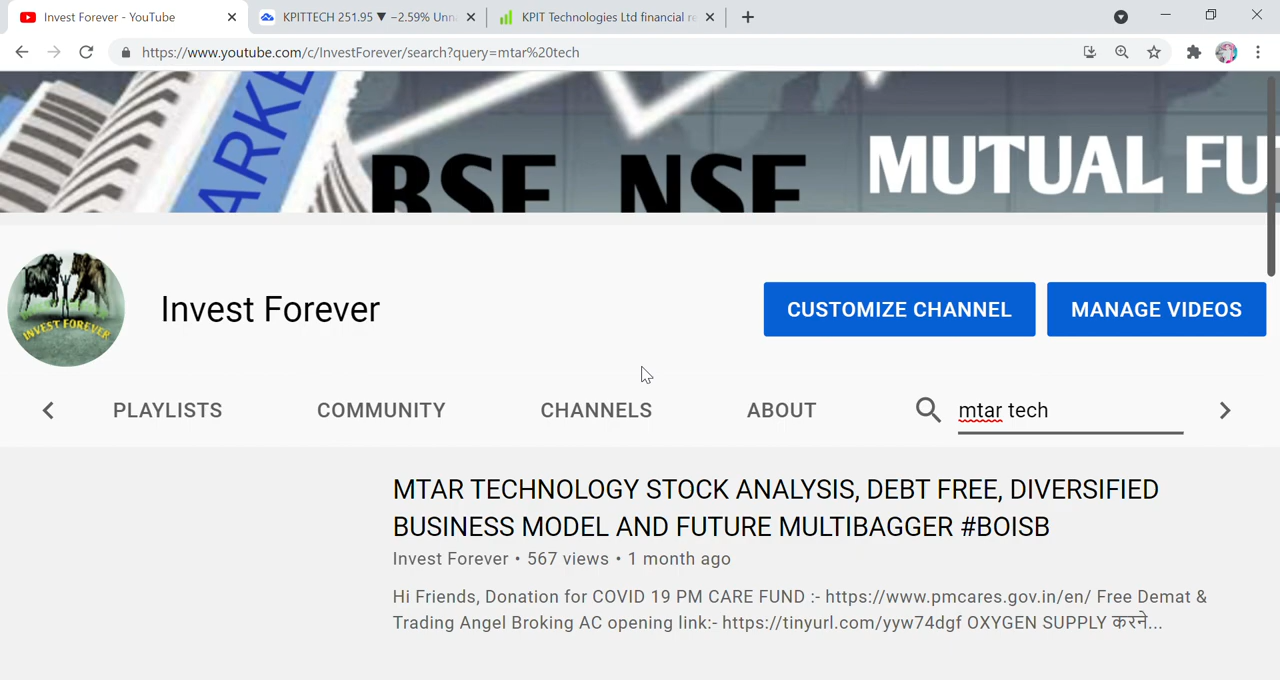 Invest Forever - YouTube
KPITTECH 251.95 ▼ −2.59% Unn
KPIT Technologies Ltd financial re
https://www.youtube.com/c/InvestForever/search?query=mtar%20tech
ARKE
BSE NSE
MUTUAL FU
INVEST FOREVER
Invest Forever
CUSTOMIZE CHANNEL
MANAGE VIDEOS
PLAYLISTS
COMMUNITY
CHANNELS
ABOUT
mtar tech
MTAR TECHNOLOGY STOCK ANALYSIS, DEBT FREE, DIVERSIFIED
BUSINESS MODEL AND FUTURE MULTIBAGGER #BOISB
Invest Forever • 567 views • 1 month ago
Hi Friends, Donation for COVID 19 PM CARE FUND :- https://www.pmcares.gov.in/en/ Free Demat &
Trading Angel Broking AC opening link:- https://tinyurl.com/yyw74dgf OXYGEN SUPPLY करने...